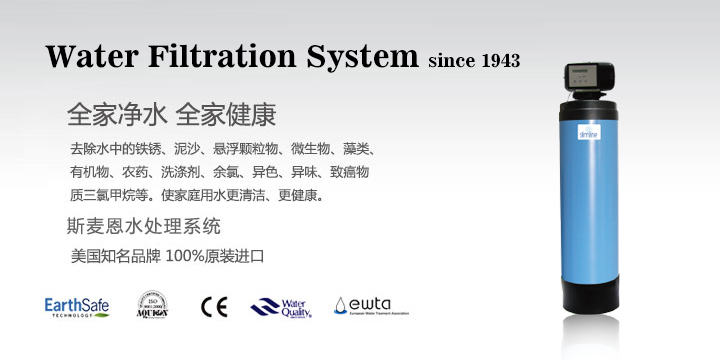 Water Filtration System since 1943
全家净水 全家健康
去除水中的铁锈、泥沙、悬浮颗粒物、微生物、藻类、
有机物、农药、洗涤剂、余氯、异色、异味、致癌物
质三氯甲烷等。使家庭用水更清洁、更健康。
斯麦恩水处理系统
美国知名品牌 100%原装进口
EarthSafe
TECHNOLOGY
ISO
AQUION
CE
Water
Quality
ewta
European Water Treatment Association
slimline